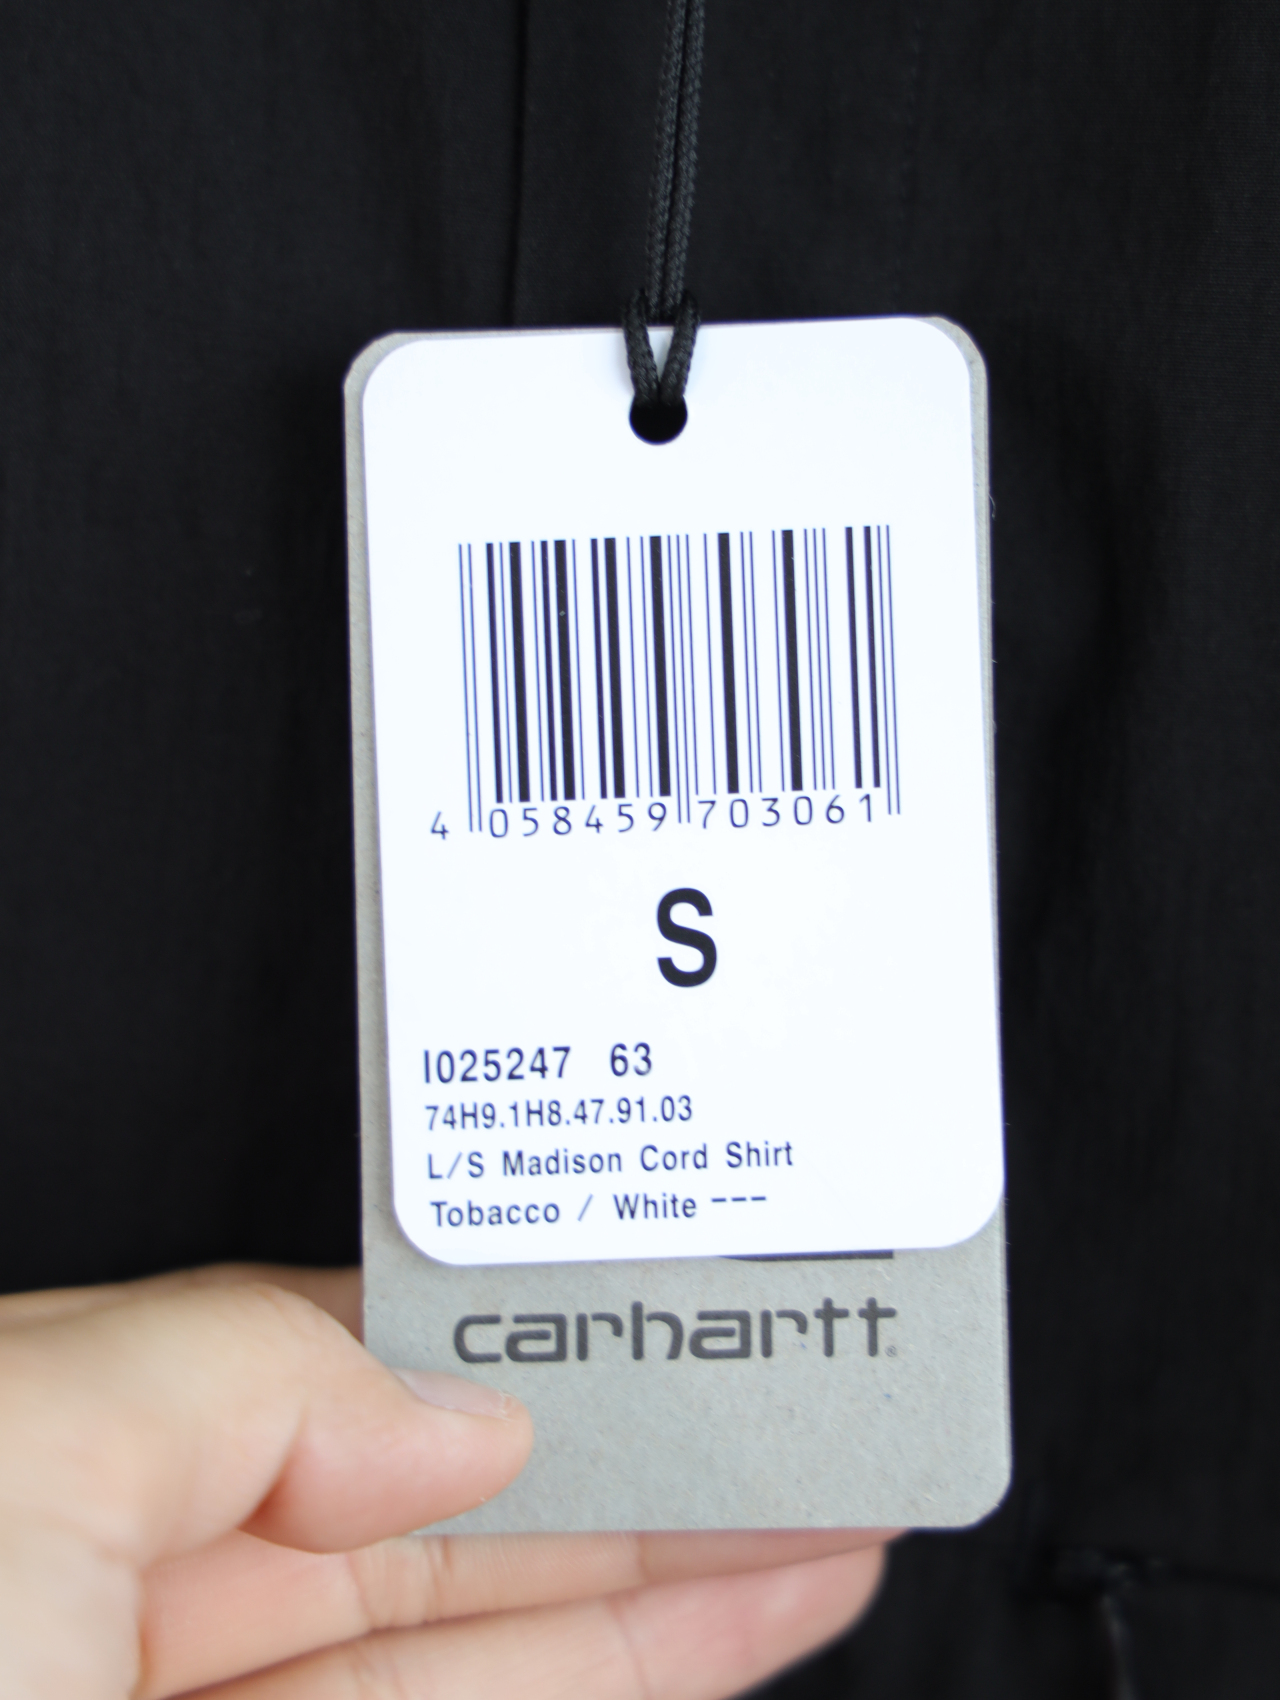 4 058459 703061
S
I025247 63
74H9.1H8.47.91.03
L/S Madison Cord Shirt
Tobacco / White ---
carhartt®